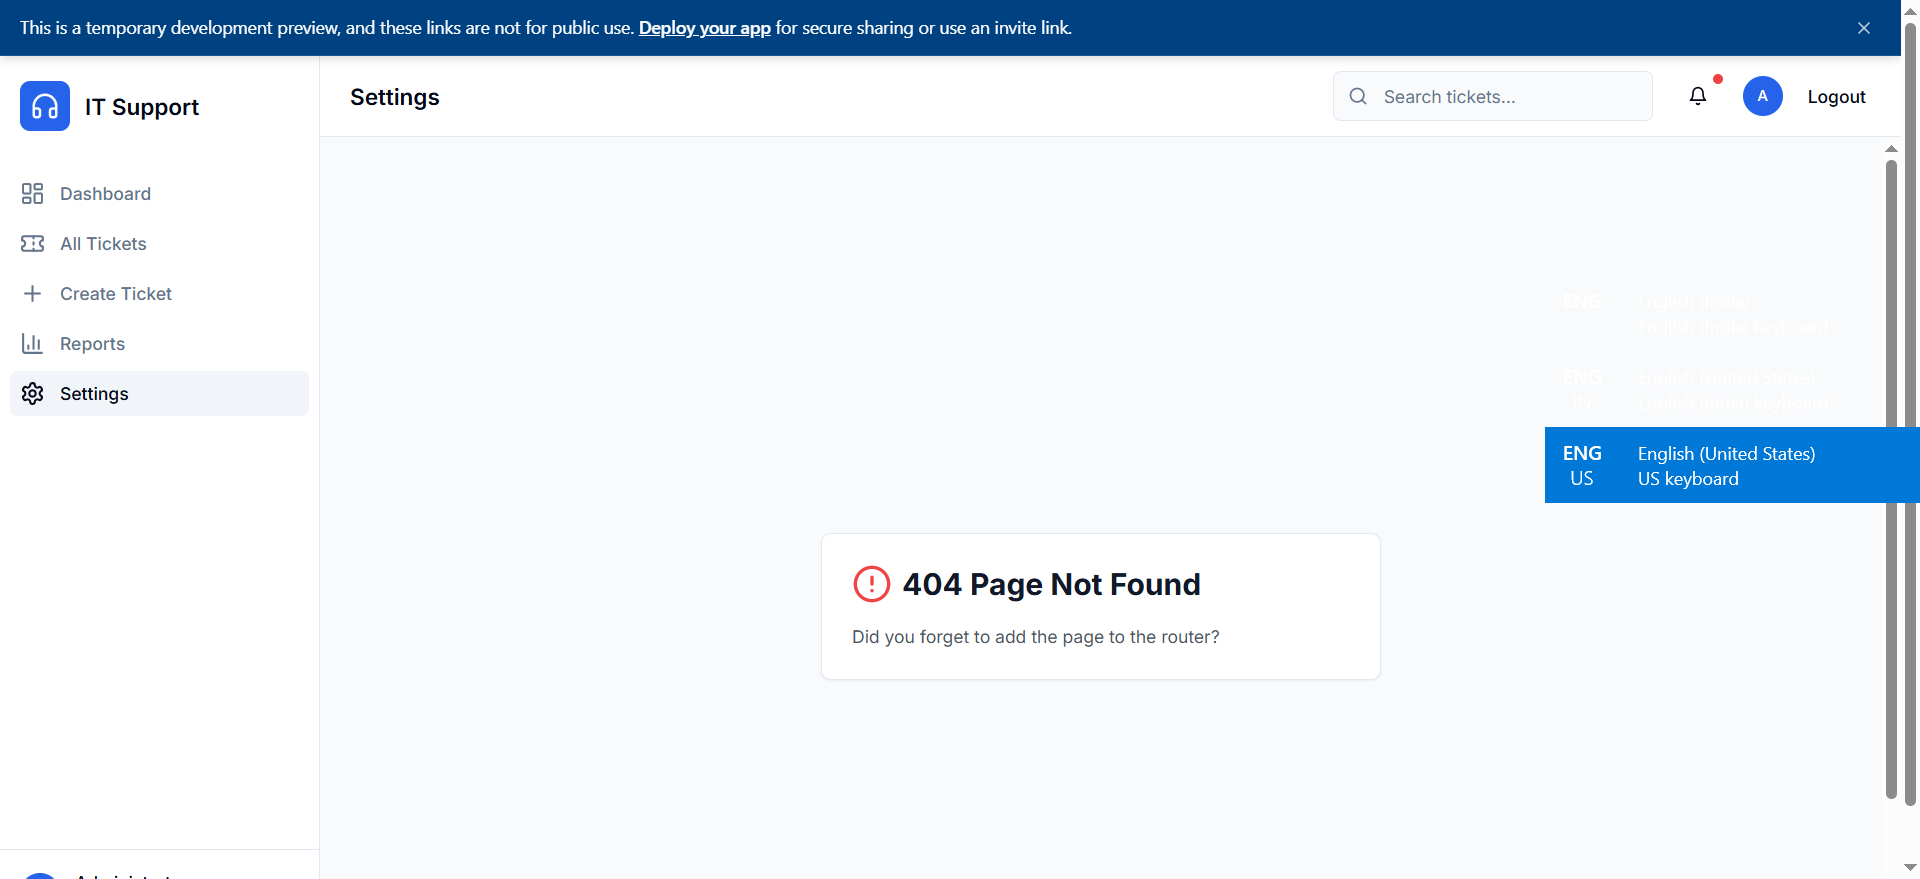 This is a temporary development preview, and these links are not for public use. Deploy your app for secure sharing or use an invite link.
IT Support
Settings
Search tickets...
A
Logout
Dashboard
All Tickets
Create Ticket
Reports
Settings
ENG
English (India)
English (India) keyboard
ENG
English (United States)
IN
English (India) keyboard
ENG
English (United States)
US
US keyboard
404 Page Not Found
Did you forget to add the page to the router?